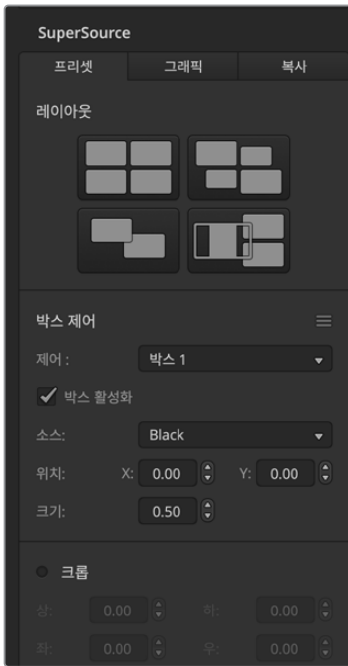 SuperSource
프리셋 그래픽 복사
레이아웃
박스 제어
제어 : 박스 1
박스 활성화
소스: Black
위치: X: 0.00 Y: 0.00
크기: 0.50
크롭
상: 0.00 하: 0.00
좌: 0.00 우: 0.00